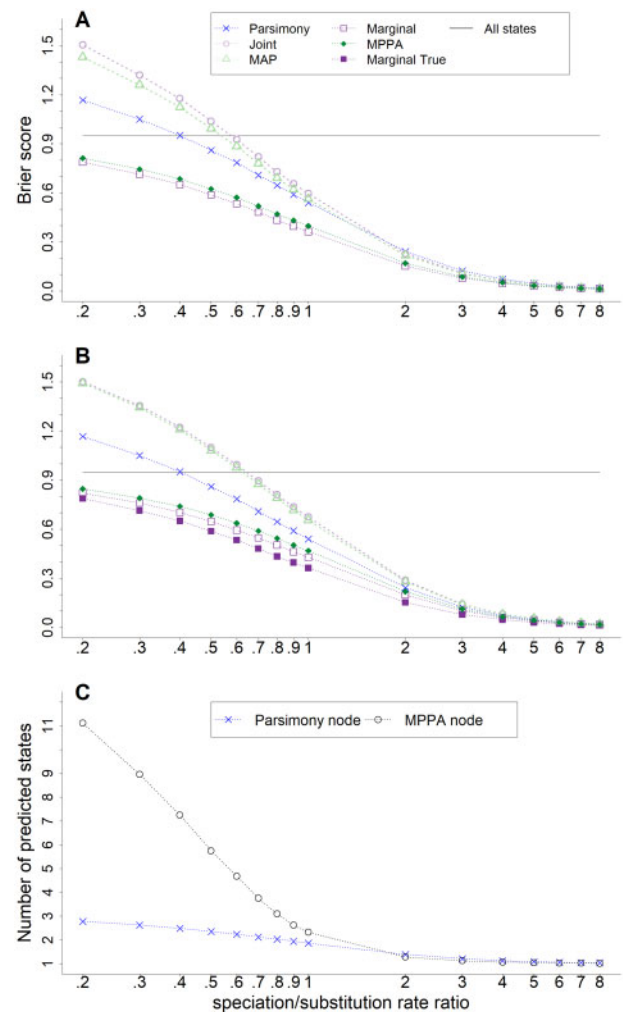 A
Parsimony Marginal All states
Joint MPPA
MAP Marginal True
Brier score
1.5
1.2
0.9
0.6
0.3
0.0
.2 .3 .4 .5 .6 .7 .8 .9 1 2 3 4 5 6 7 8
B
1.5
1.2
0.9
0.6
0.3
0.0
.2 .3 .4 .5 .6 .7 .8 .9 1 2 3 4 5 6 7 8
C
Parsimony node MPPA node
Number of predicted states
11
9
8
7
6
5
4
3
2
1
.2 .3 .4 .5 .6 .7 .8 .9 1 2 3 4 5 6 7 8
speciation/substitution rate ratio